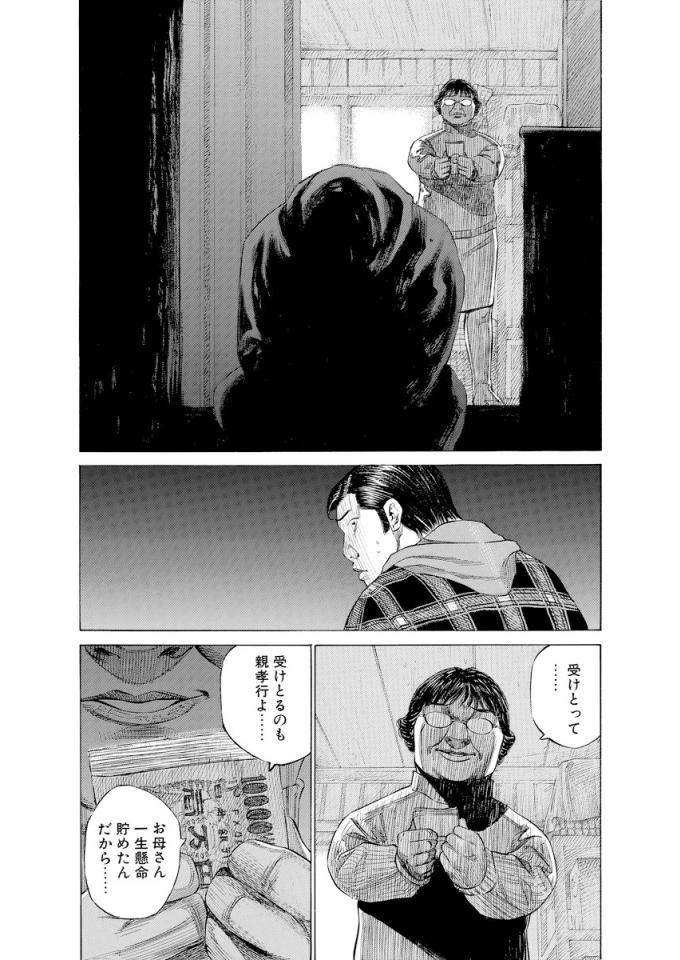 受けとって
……
受けとるのも
親孝行よ……
お母さん
一生懸命
貯めたん
だから……
10000